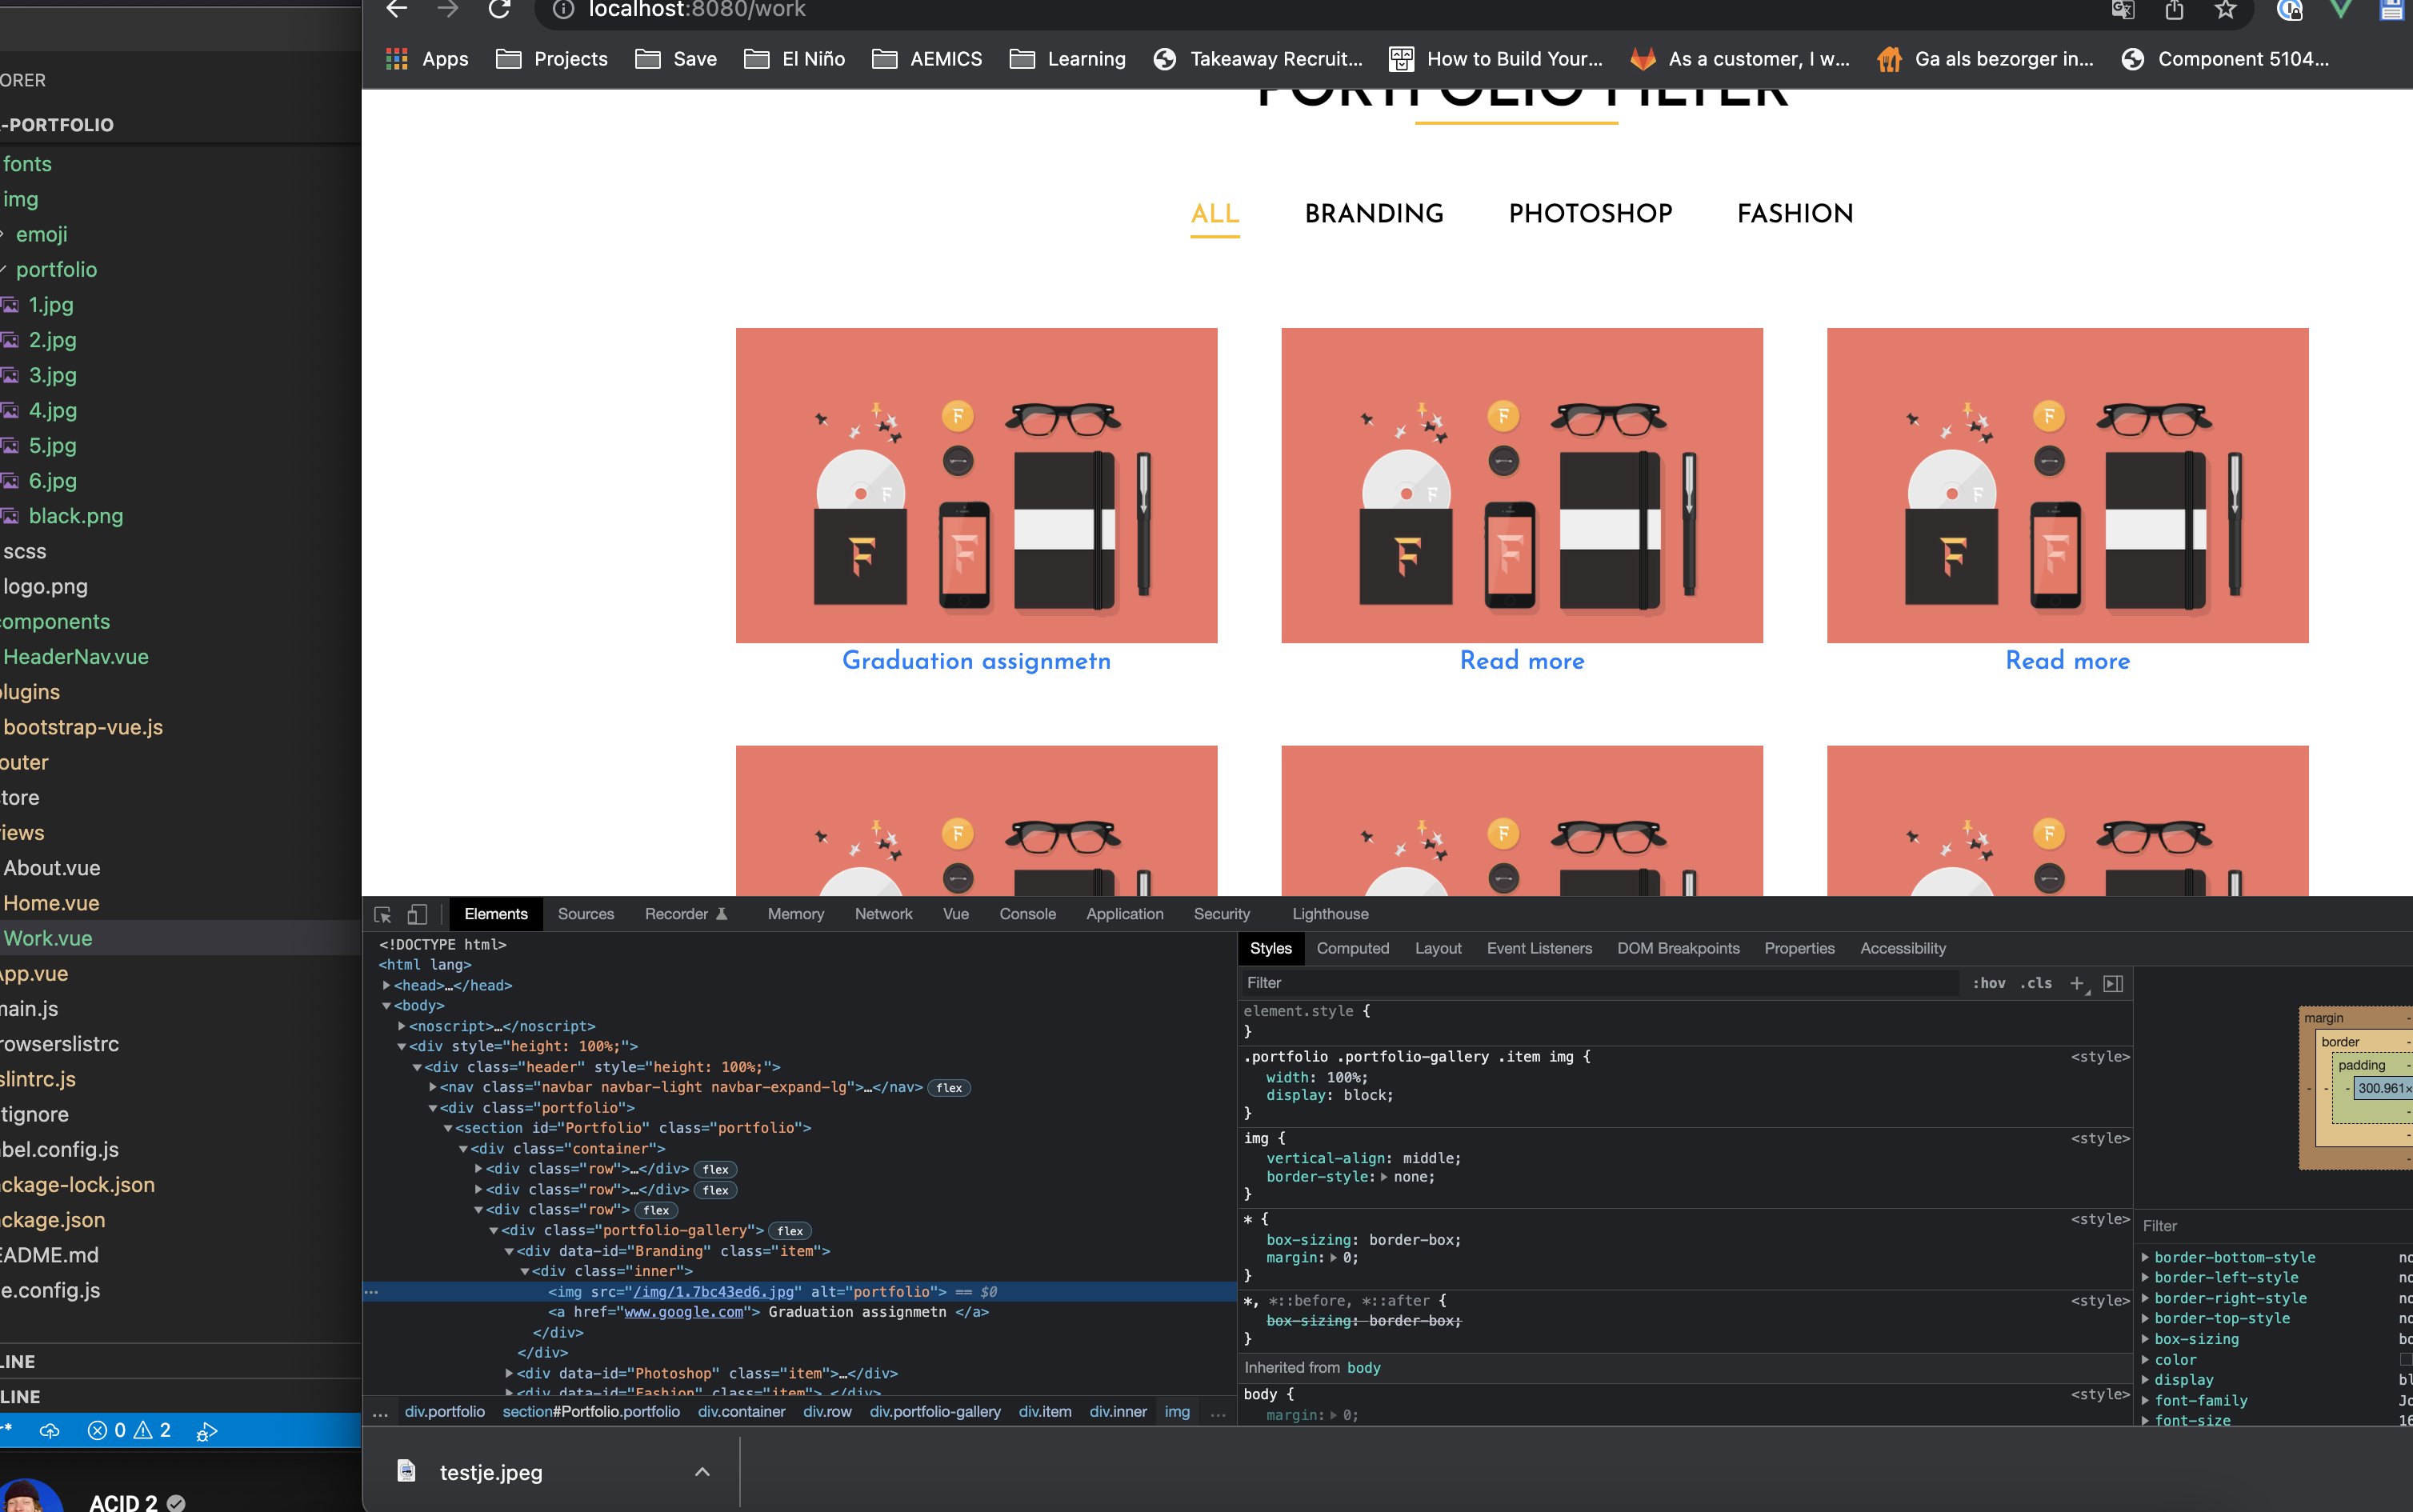 localhost:8080/work
Apps Projects Save El Niño AEMICS Learning Takeaway Recruit... How to Build Your... As a customer, I w... Ga als bezorger in... Component 5104...
ORER
-PORTFOLIO
fonts
img
emoji
portfolio
1.jpg
2.jpg
3.jpg
4.jpg
5.jpg
6.jpg
black.png
scss
logo.png
omponents
HeaderNav.vue
lugins
bootstrap-vue.js
outer
tore
iews
About.vue
Home.vue
Work.vue
App.vue
main.js
rowserslistrc
slintrc.js
tignore
bel.config.js
ackage-lock.json
ckage.json
EADME.md
e.config.js
LINE
LINE
0 2
ACID 2
PORTFOLIO FILTER
ALL BRANDING PHOTOSHOP FASHION
F F F
F F F
F F F F F F
Graduation assignmetn Read more Read more
F F F
Elements Sources Recorder Memory Network Vue Console Application Security Lighthouse
<!DOCTYPE html>
<html lang>
<head>…</head>
<body>
<noscript>…</noscript>
<div style="height: 100%;">
<div class="header" style="height: 100%;">
<nav class="navbar navbar-light navbar-expand-lg">…</nav> flex
<div class="portfolio">
<section id="Portfolio" class="portfolio">
<div class="container">
<div class="row">…</div> flex
<div class="row">…</div> flex
<div class="row"> flex
<div class="portfolio-gallery"> flex
<div data-id="Branding" class="item">
<div class="inner">
… <img src="/img/1.7bc43ed6.jpg" alt="portfolio"> == $0
<a href="www.google.com"> Graduation assignmetn </a>
</div>
</div>
<div data-id="Photoshop" class="item">…</div>
<div data-id="Fashion" class="item">…</div>
… div.portfolio section#Portfolio.portfolio div.container div.row div.portfolio-gallery div.item div.inner img …
Styles Computed Layout Event Listeners DOM Breakpoints Properties Accessibility
Filter :hov .cls +
element.style {
}
.portfolio .portfolio-gallery .item img { <style>
width: 100%;
display: block;
}
img { <style>
vertical-align: middle;
border-style: none;
}
* { <style>
box-sizing: border-box;
margin: 0;
}
*, *::before, *::after { <style>
box-sizing: border-box;
}
Inherited from body
body { <style>
margin: 0;
margin -
border -
padding -
- - - 300.961×
-
-
-
Filter
border-bottom-style no
border-left-style no
border-right-style no
border-top-style no
box-sizing bo
color
display bl
font-family Jo
font-size 16
testje.jpeg